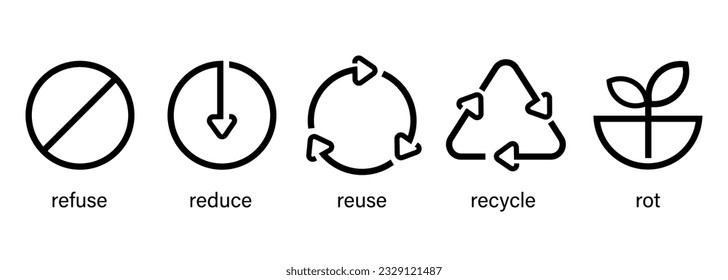 refuse reduce reuse recycle rot
shutterstock.com · 2329121487